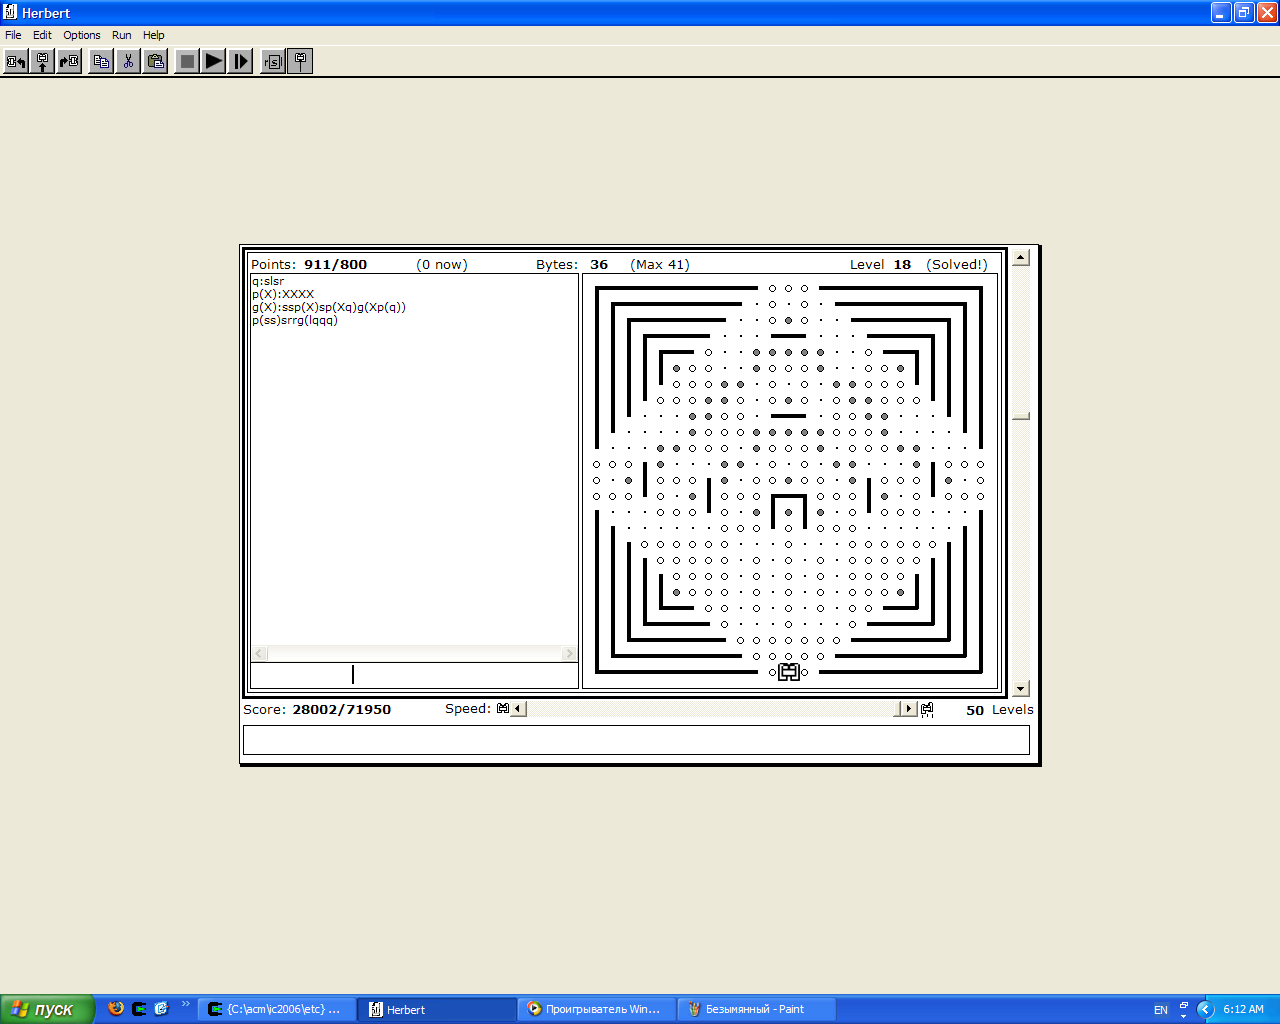 Herbert
File Edit Options Run Help
r s l
Points: 911/800 (0 now) Bytes: 36 (Max 41) Level 18 (Solved!)
q:slsr
p(X):XXXX
g(X):ssp(X)sp(Xq)g(Xp(q))
p(ss)srrg(lqqq)
Score: 28002/71950 Speed: 50 Levels
пуск » {C:\acm\ic2006\etc} ... Herbert Проигрыватель Win... Безымянный - Paint EN 6:12 AM